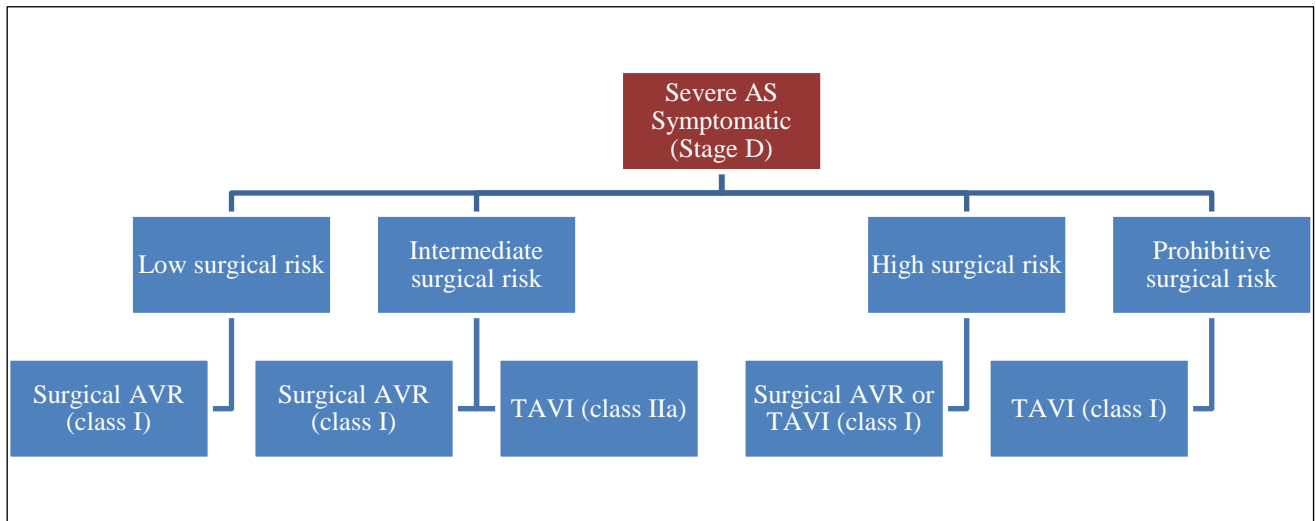 Severe AS
Symptomatic
(Stage D)
Low surgical risk
Intermediate
surgical risk
High surgical risk
Prohibitive
surgical risk
Surgical AVR
(class I)
Surgical AVR
(class I)
TAVI (class IIa)
Surgical AVR or
TAVI (class I)
TAVI (class I)